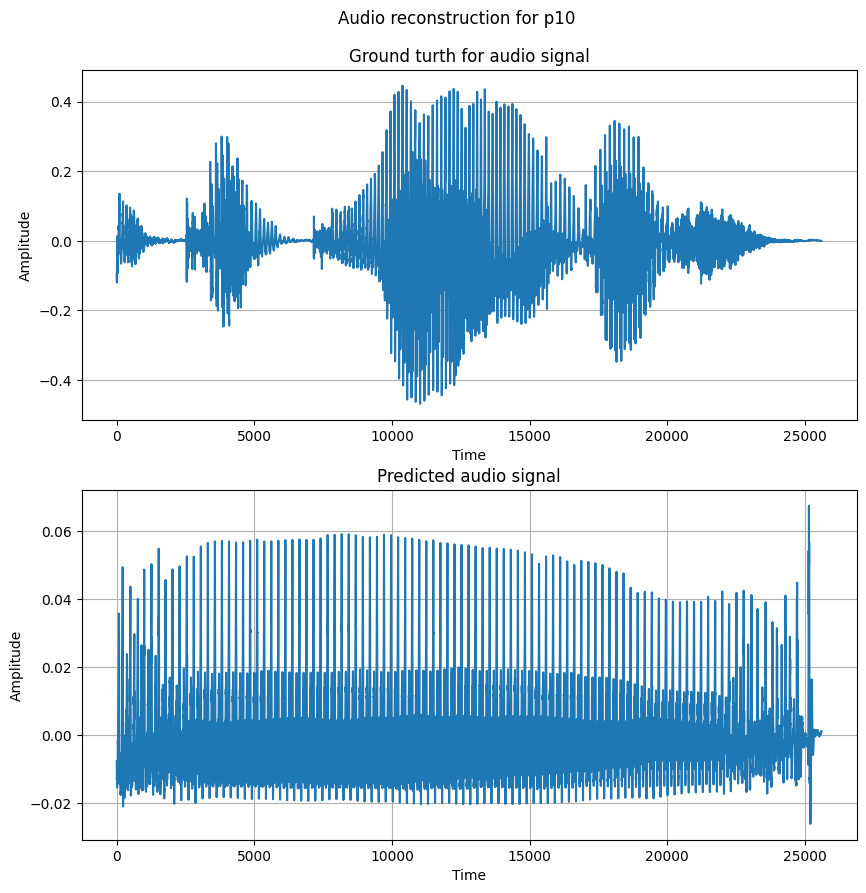 Audio reconstruction for p10
Ground turth for audio signal
0.4
0.2
0.0
−0.2
−0.4
Amplitude
0 5000 10000 15000 20000 25000
Time
Predicted audio signal
0.06
0.04
0.02
0.00
−0.02
Amplitude
0 5000 10000 15000 20000 25000
Time